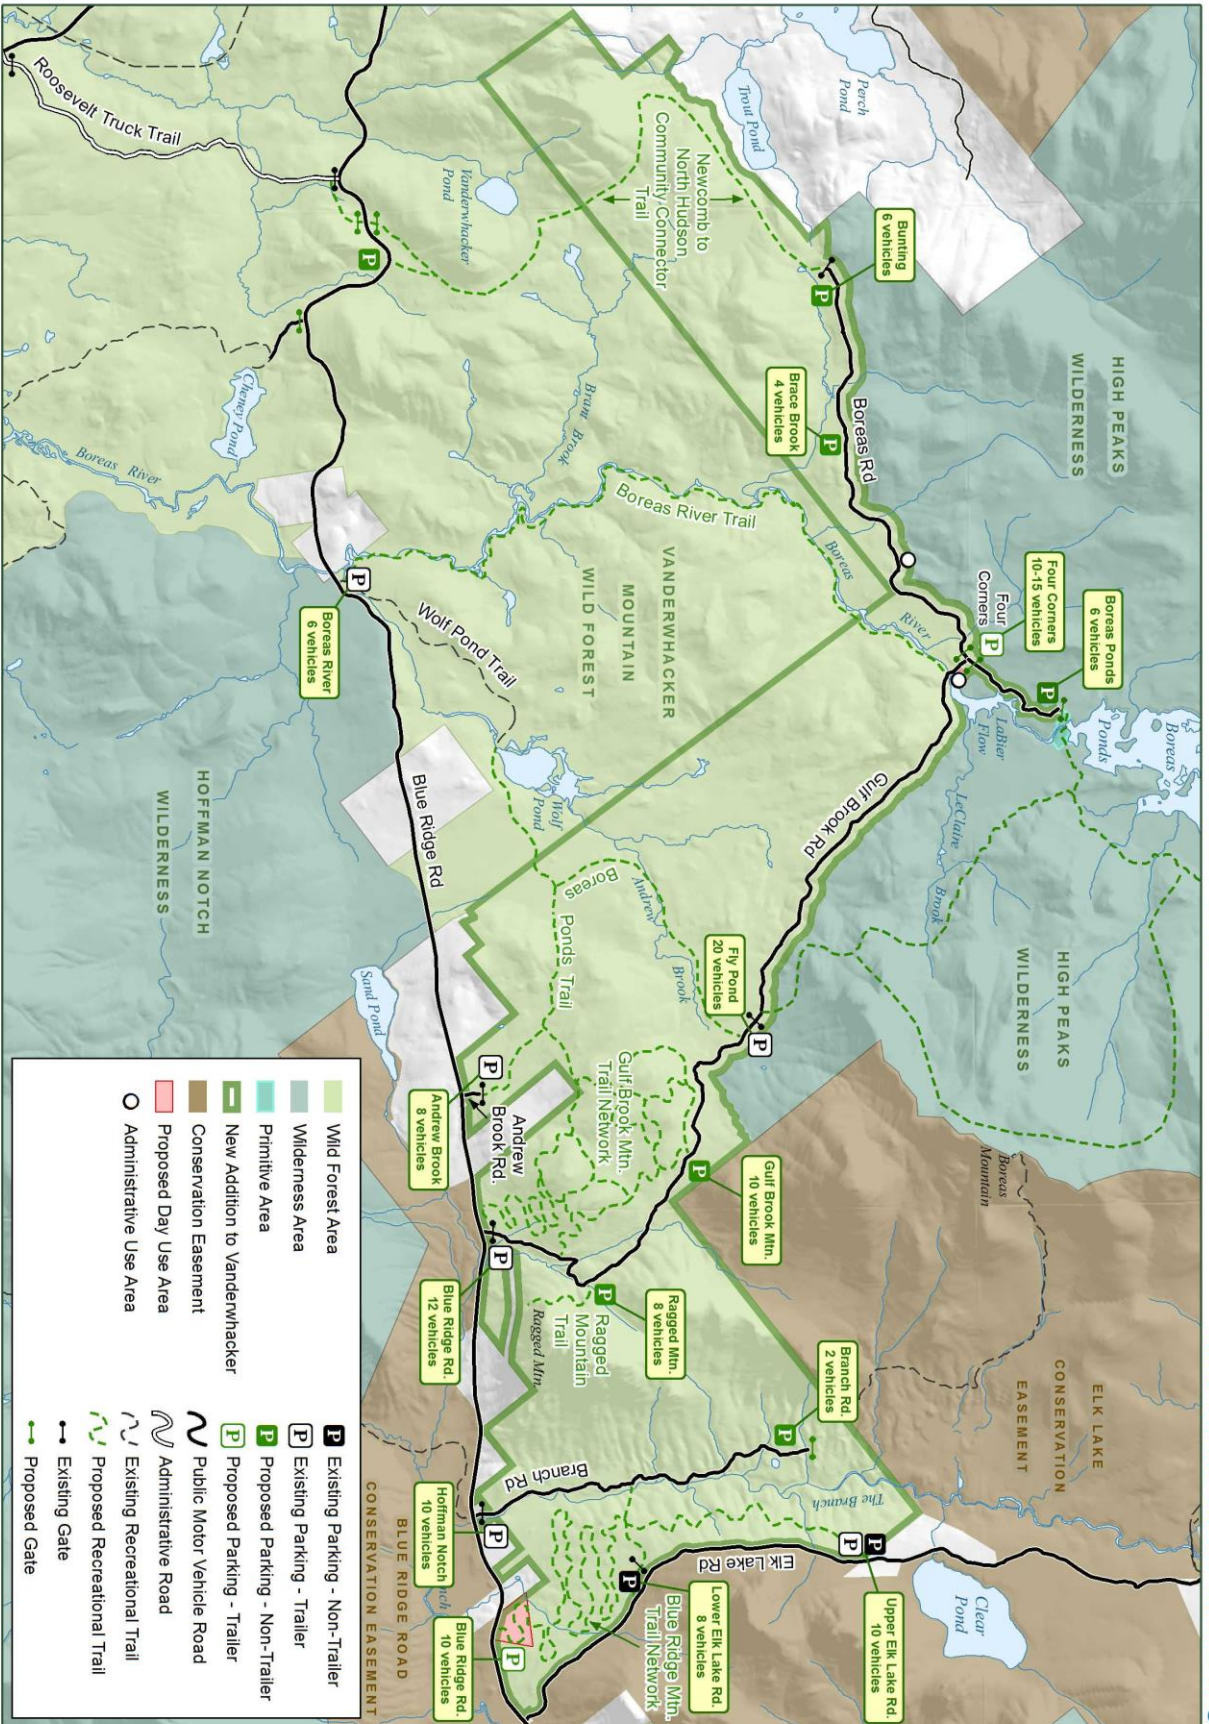 Perch
Pond
Trout Pond
Newcomb to
North Hudson
Community Connector
Trail
Roosevelt Truck Trail
Vanderwhacker
Pond
Bunting
6 vehicles
HIGH PEAKS
WILDERNESS
Boreas Rd
Brace Brook
4 vehicles
Brant Brook
Cheney Pond
Boreas River
Boreas River Trail
Boreas
River
Four
Corners
Four Corners
10-15 vehicles
Boreas Ponds
6 vehicles
Boreas
Ponds
LaBier
Flow
LeClaire
Brook
VANDERWHACKER
MOUNTAIN
WILD FOREST
Boreas River
6 vehicles
Wolf Pond Trail
Wolf
Pond
Blue Ridge Rd
HOFFMAN NOTCH
WILDERNESS
Gulf Brook Rd
HIGH PEAKS
WILDERNESS
Boreas
Ponds Trail
Andrew
Brook
Fly Pond
20 vehicles
Sand Pond
Gulf Brook Mtn.
Trail Network
Andrew
Brook Rd.
Andrew Brook
8 vehicles
Boreas
Mountain
Gulf Brook Mtn.
10 vehicles
Ragged Mtn.
8 vehicles
Ragged
Mountain
Trail
Ragged Mtn.
Blue Ridge Rd.
12 vehicles
ELK LAKE
CONSERVATION
EASEMENT
Branch Rd.
2 vehicles
Branch Rd
The Branch
Hoffman Notch
10 vehicles
Elk Lake Rd
Clear
Pond
Upper Elk Lake Rd.
10 vehicles
Lower Elk Lake Rd.
8 vehicles
Blue Ridge Mtn.
Trail Network
Blue Ridge Rd.
10 vehicles
BLUE RIDGE ROAD
CONSERVATION EASEMENT
Wild Forest Area
Wilderness Area
Primitive Area
New Addition to Vanderwhacker
Conservation Easement
Proposed Day Use Area
Administrative Use Area
P Existing Parking - Non-Trailer
P Existing Parking - Trailer
P Proposed Parking - Non-Trailer
P Proposed Parking - Trailer
Public Motor Vehicle Road
Administrative Road
Existing Recreational Trail
Proposed Recreational Trail
Existing Gate
Proposed Gate